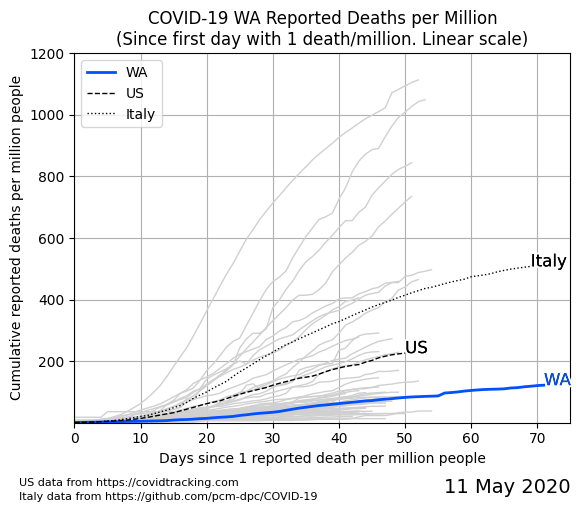 COVID-19 WA Reported Deaths per Million
(Since first day with 1 death/million. Linear scale)
Cumulative reported deaths per million people
1200
1000
800
600
400
200
WA
US
Italy
Italy
US
WA
0
10
20
30
40
50
60
70
Days since 1 reported death per million people
US data from https://covidtracking.com
Italy data from https://github.com/pcm-dpc/COVID-19
11 May 2020